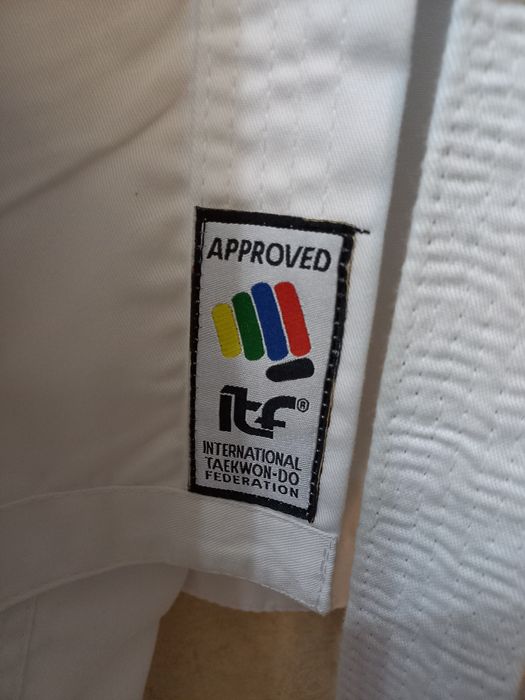 APPROVED
itf®
INTERNATIONAL
TAEKWON-DO
FEDERATION